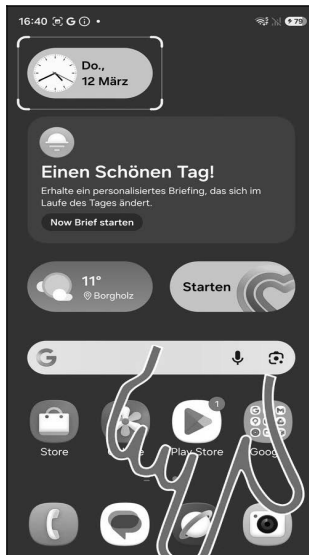 16:40 G 79
Do.,
12 März
Einen Schönen Tag!
Erhalte ein personalisiertes Briefing, das sich im
Laufe des Tages ändert.
Now Brief starten
11°
Borgholz
Starten
G
1
Store
Play Store